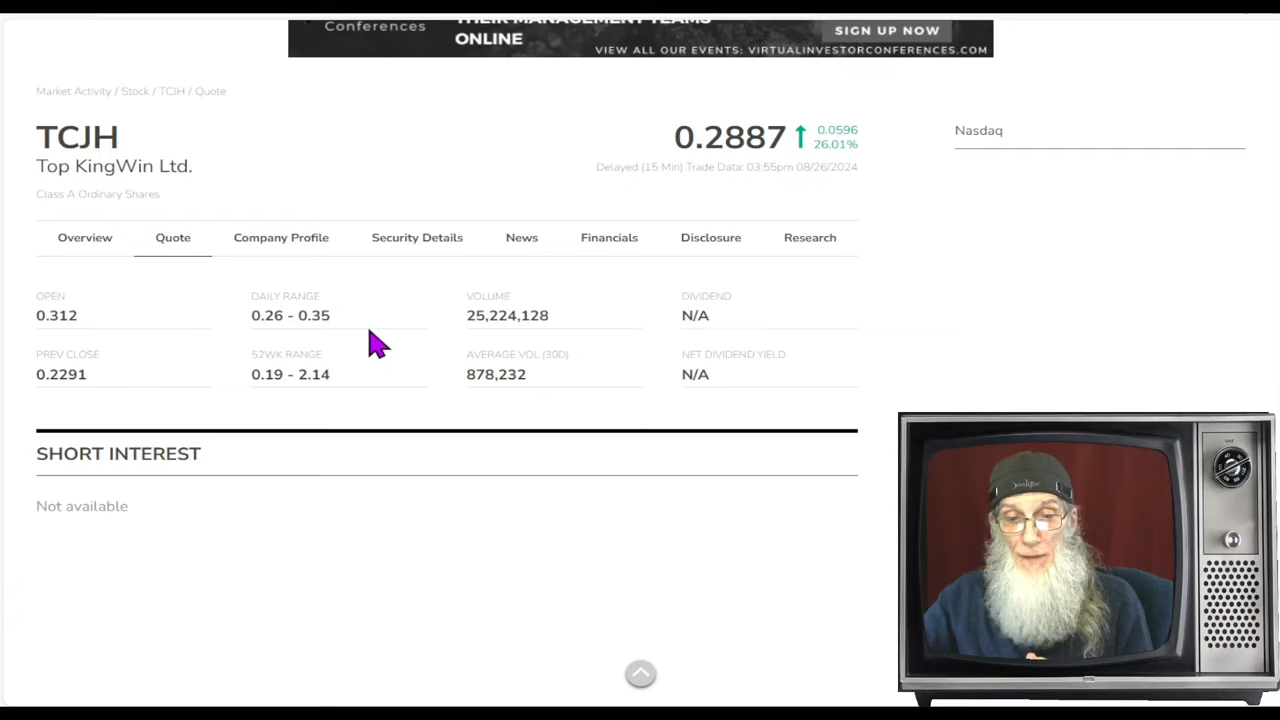 Conferences
THEIR MANAGEMENT TEAMS
ONLINE
SIGN UP NOW
VIEW ALL OUR EVENTS: VIRTUALINVESTORCONFERENCES.COM
Market Activity / Stock / TCJH / Quote
TCJH
0.2887
0.0596
26.01%
Top KingWin Ltd.
Delayed (15 Min) Trade Data: 03:55pm 08/26/2024
Class A Ordinary Shares
Nasdaq
Overview Quote Company Profile Security Details News Financials Disclosure Research
OPEN DAILY RANGE VOLUME DIVIDEND
0.312 0.26 - 0.35 25,224,128 N/A
PREV CLOSE 52WK RANGE AVERAGE VOL (30D) NET DIVIDEND YIELD
0.2291 0.19 - 2.14 878,232 N/A
SHORT INTEREST
Not available